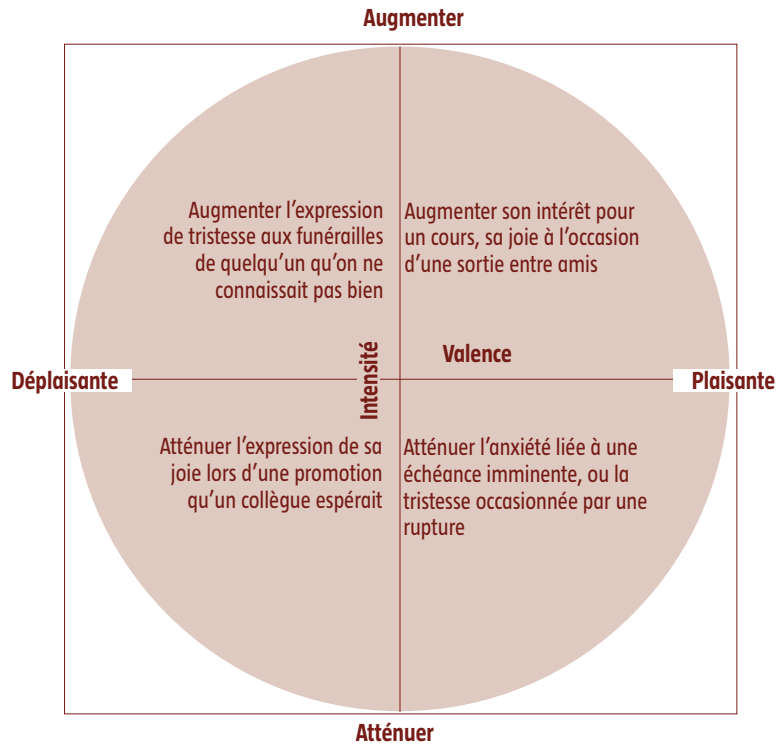 Augmenter
Augmenter l’expression
de tristesse aux funérailles
de quelqu’un qu’on ne
connaissait pas bien
Augmenter son intérêt pour
un cours, sa joie à l’occasion
d’une sortie entre amis
Intensité
Valence
Déplaisante
Plaisante
Atténuer l’expression de sa
joie lors d’une promotion
qu’un collègue espérait
Atténuer l’anxiété liée à une
échéance imminente, ou la
tristesse occasionnée par une
rupture
Atténuer